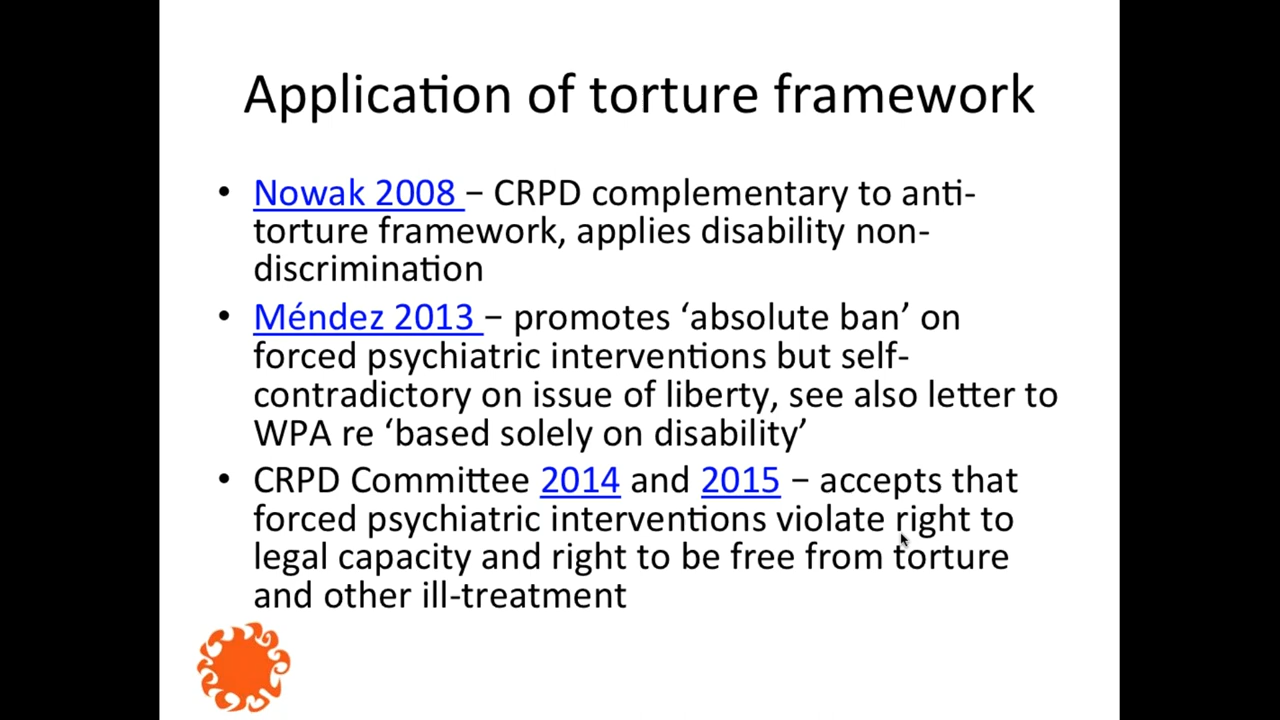 Application of torture framework
• Nowak 2008 − CRPD complementary to anti-
torture framework, applies disability non-
discrimination
• Méndez 2013 − promotes ‘absolute ban’ on
forced psychiatric interventions but self-
contradictory on issue of liberty, see also letter to
WPA re ‘based solely on disability’
• CRPD Committee 2014 and 2015 − accepts that
forced psychiatric interventions violate right to
legal capacity and right to be free from torture
and other ill-treatment